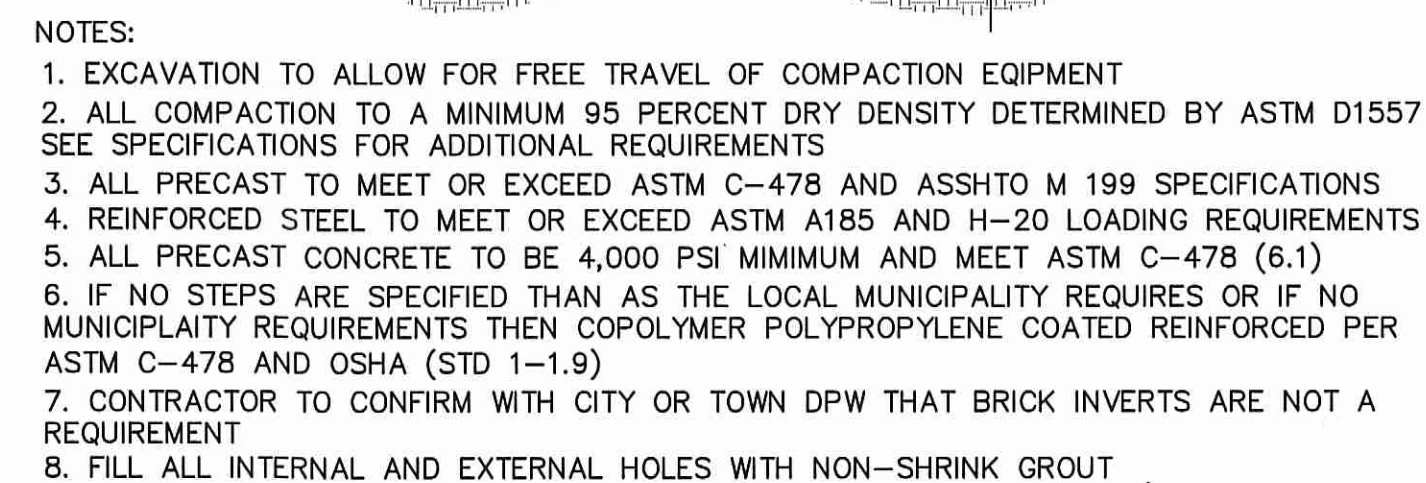 NOTES:
1. EXCAVATION TO ALLOW FOR FREE TRAVEL OF COMPACTION EQIPMENT
2. ALL COMPACTION TO A MINIMUM 95 PERCENT DRY DENSITY DETERMINED BY ASTM D1557
SEE SPECIFICATIONS FOR ADDITIONAL REQUIREMENTS
3. ALL PRECAST TO MEET OR EXCEED ASTM C-478 AND ASSHTO M 199 SPECIFICATIONS
4. REINFORCED STEEL TO MEET OR EXCEED ASTM A185 AND H-20 LOADING REQUIREMENTS
5. ALL PRECAST CONCRETE TO BE 4,000 PSI MIMIMUM AND MEET ASTM C-478 (6.1)
6. IF NO STEPS ARE SPECIFIED THAN AS THE LOCAL MUNICIPALITY REQUIRES OR IF NO
MUNICIPLAITY REQUIREMENTS THEN COPOLYMER POLYPROPYLENE COATED REINFORCED PER
ASTM C-478 AND OSHA (STD 1-1.9)
7. CONTRACTOR TO CONFIRM WITH CITY OR TOWN DPW THAT BRICK INVERTS ARE NOT A
REQUIREMENT
8. FILL ALL INTERNAL AND EXTERNAL HOLES WITH NON-SHRINK GROUT